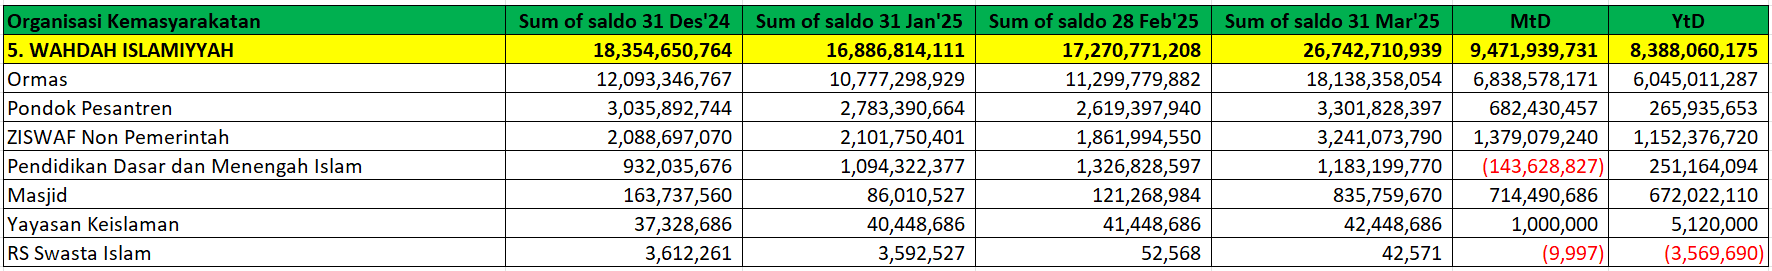 Organisasi Kemasyarakatan Sum of saldo 31 Des'24 Sum of saldo 31 Jan'25 Sum of saldo 28 Feb'25 Sum of saldo 31 Mar'25 MtD YtD
5. WAHDAH ISLAMIYYAH 18,354,650,764 16,886,814,111 17,270,771,208 26,742,710,939 9,471,939,731 8,388,060,175
Ormas 12,093,346,767 10,777,298,929 11,299,779,882 18,138,358,054 6,838,578,171 6,045,011,287
Pondok Pesantren 3,035,892,744 2,783,390,664 2,619,397,940 3,301,828,397 682,430,457 265,935,653
ZISWAF Non Pemerintah 2,088,697,070 2,101,750,401 1,861,994,550 3,241,073,790 1,379,079,240 1,152,376,720
Pendidikan Dasar dan Menengah Islam 932,035,676 1,094,322,377 1,326,828,597 1,183,199,770 (143,628,827) 251,164,094
Masjid 163,737,560 86,010,527 121,268,984 835,759,670 714,490,686 672,022,110
Yayasan Keislaman 37,328,686 40,448,686 41,448,686 42,448,686 1,000,000 5,120,000
RS Swasta Islam 3,612,261 3,592,527 52,568 42,571 (9,997) (3,569,690)